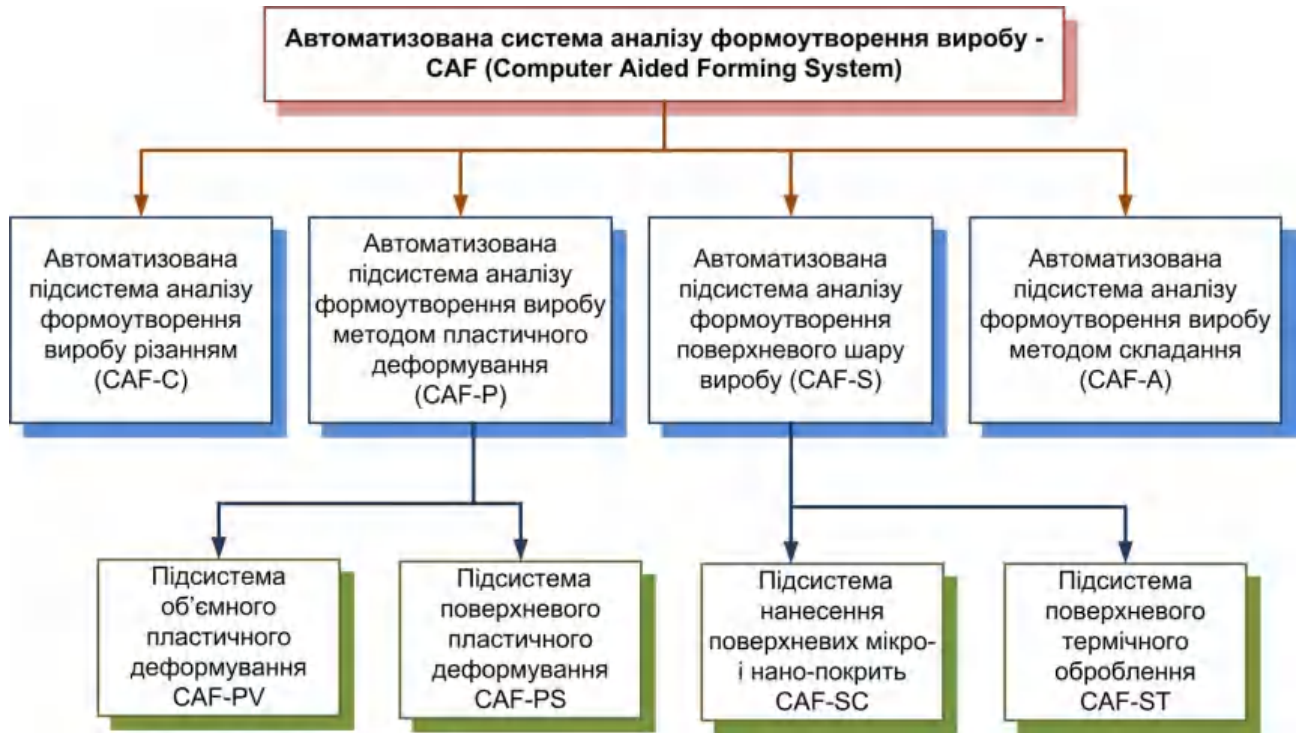 Автоматизована система аналізу формоутворення виробу -
CAF (Computer Aided Forming System)
Автоматизована
підсистема аналізу
формоутворення
виробу різанням
(CAF-C)
Автоматизована
підсистема аналізу
формоутворення виробу
методом пластичного
деформування
(CAF-P)
Автоматизована
підсистема аналізу
формоутворення
поверхневого шару
виробу (CAF-S)
Автоматизована
підсистема аналізу
формоутворення виробу
методом складання
(CAF-A)
Підсистема
об'ємного
пластичного
деформування
CAF-PV
Підсистема
поверхневого
пластичного
деформування
CAF-PS
Підсистема
нанесення
поверхневих мікро-
і нано-покрить
CAF-SC
Підсистема
поверхневого
термічного
оброблення
CAF-ST